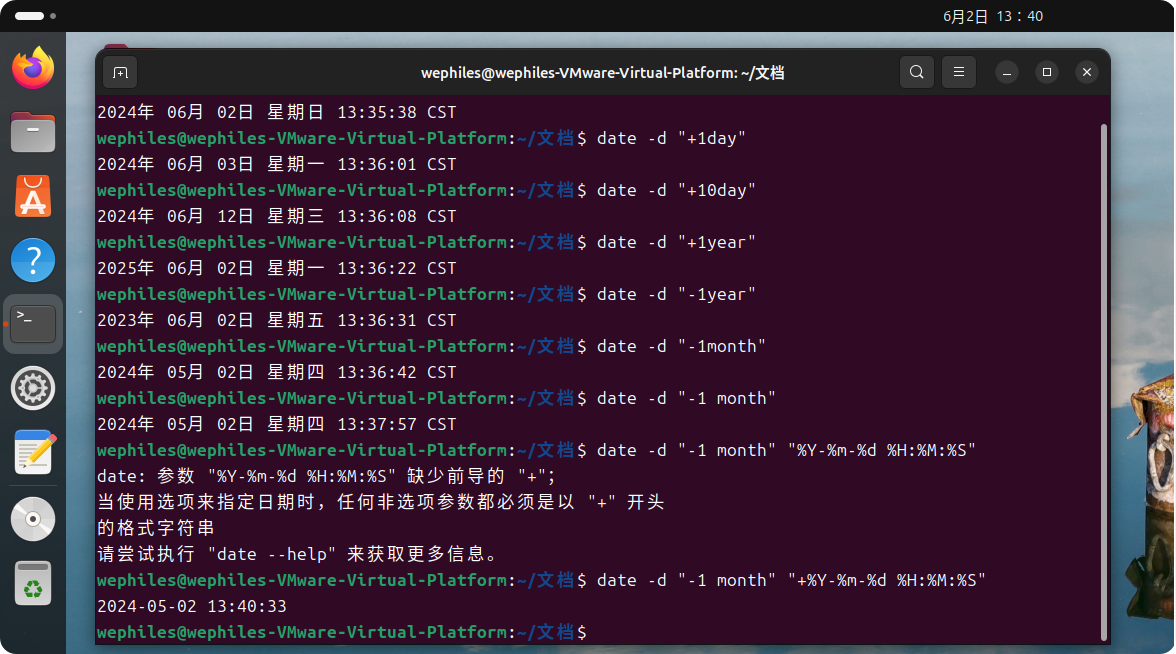 6月2日 13：40
wephiles@wephiles-VMware-Virtual-Platform: ~/文档
2024年 06月 02日 星期日 13:35:38 CST
wephiles@wephiles-VMware-Virtual-Platform:~/文档$ date -d "+1day"
2024年 06月 03日 星期一 13:36:01 CST
wephiles@wephiles-VMware-Virtual-Platform:~/文档$ date -d "+10day"
2024年 06月 12日 星期三 13:36:08 CST
wephiles@wephiles-VMware-Virtual-Platform:~/文档$ date -d "+1year"
2025年 06月 02日 星期一 13:36:22 CST
wephiles@wephiles-VMware-Virtual-Platform:~/文档$ date -d "-1year"
2023年 06月 02日 星期五 13:36:31 CST
wephiles@wephiles-VMware-Virtual-Platform:~/文档$ date -d "-1month"
2024年 05月 02日 星期四 13:36:42 CST
wephiles@wephiles-VMware-Virtual-Platform:~/文档$ date -d "-1 month"
2024年 05月 02日 星期四 13:37:57 CST
wephiles@wephiles-VMware-Virtual-Platform:~/文档$ date -d "-1 month" "%Y-%m-%d %H:%M:%S"
date: 参数 "%Y-%m-%d %H:%M:%S" 缺少前导的 "+"；
当使用选项来指定日期时，任何非选项参数都必须是以 "+" 开头
的格式字符串
请尝试执行 "date --help" 来获取更多信息。
wephiles@wephiles-VMware-Virtual-Platform:~/文档$ date -d "-1 month" "+%Y-%m-%d %H:%M:%S"
2024-05-02 13:40:33
wephiles@wephiles-VMware-Virtual-Platform:~/文档$